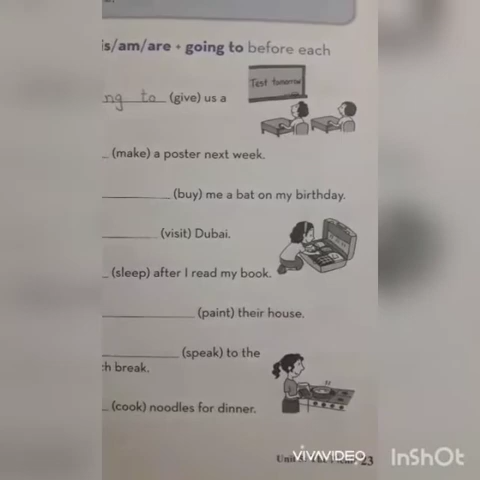 is/am/are + going to before each
Test tomorrow
ng to (give) us a
(make) a poster next week.
(buy) me a bat on my birthday.
(visit) Dubai.
(sleep) after I read my book.
(paint) their house.
(speak) to the
h break.
(cook) noodles for dinner.
23
VIVAVIDEO
InShOt